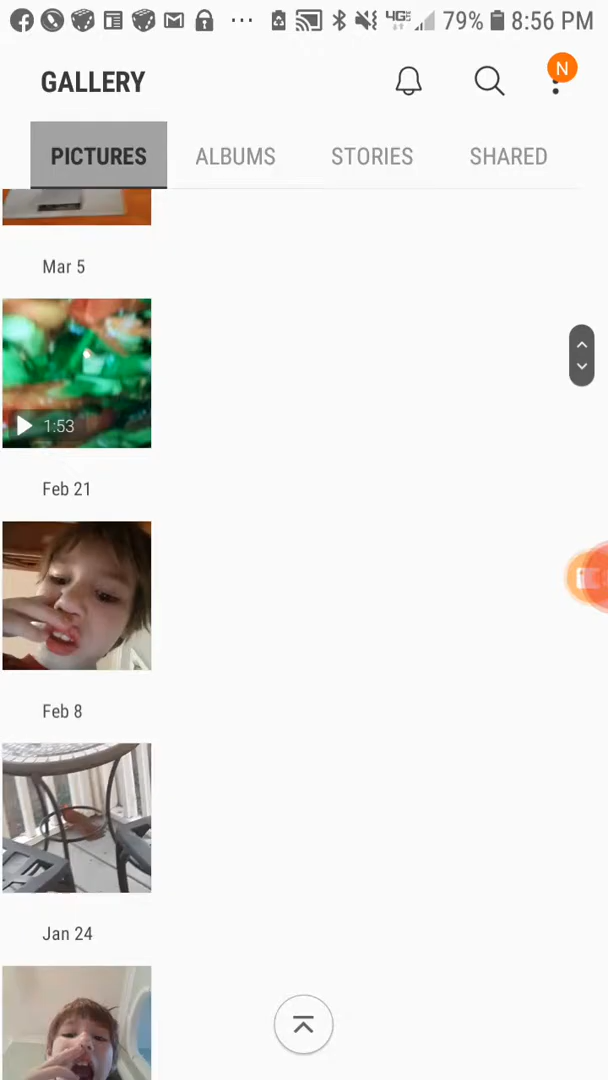 79% 8:56 PM
GALLERY
N
PICTURES ALBUMS STORIES SHARED
Mar 5
1:53
Feb 21
Feb 8
Jan 24